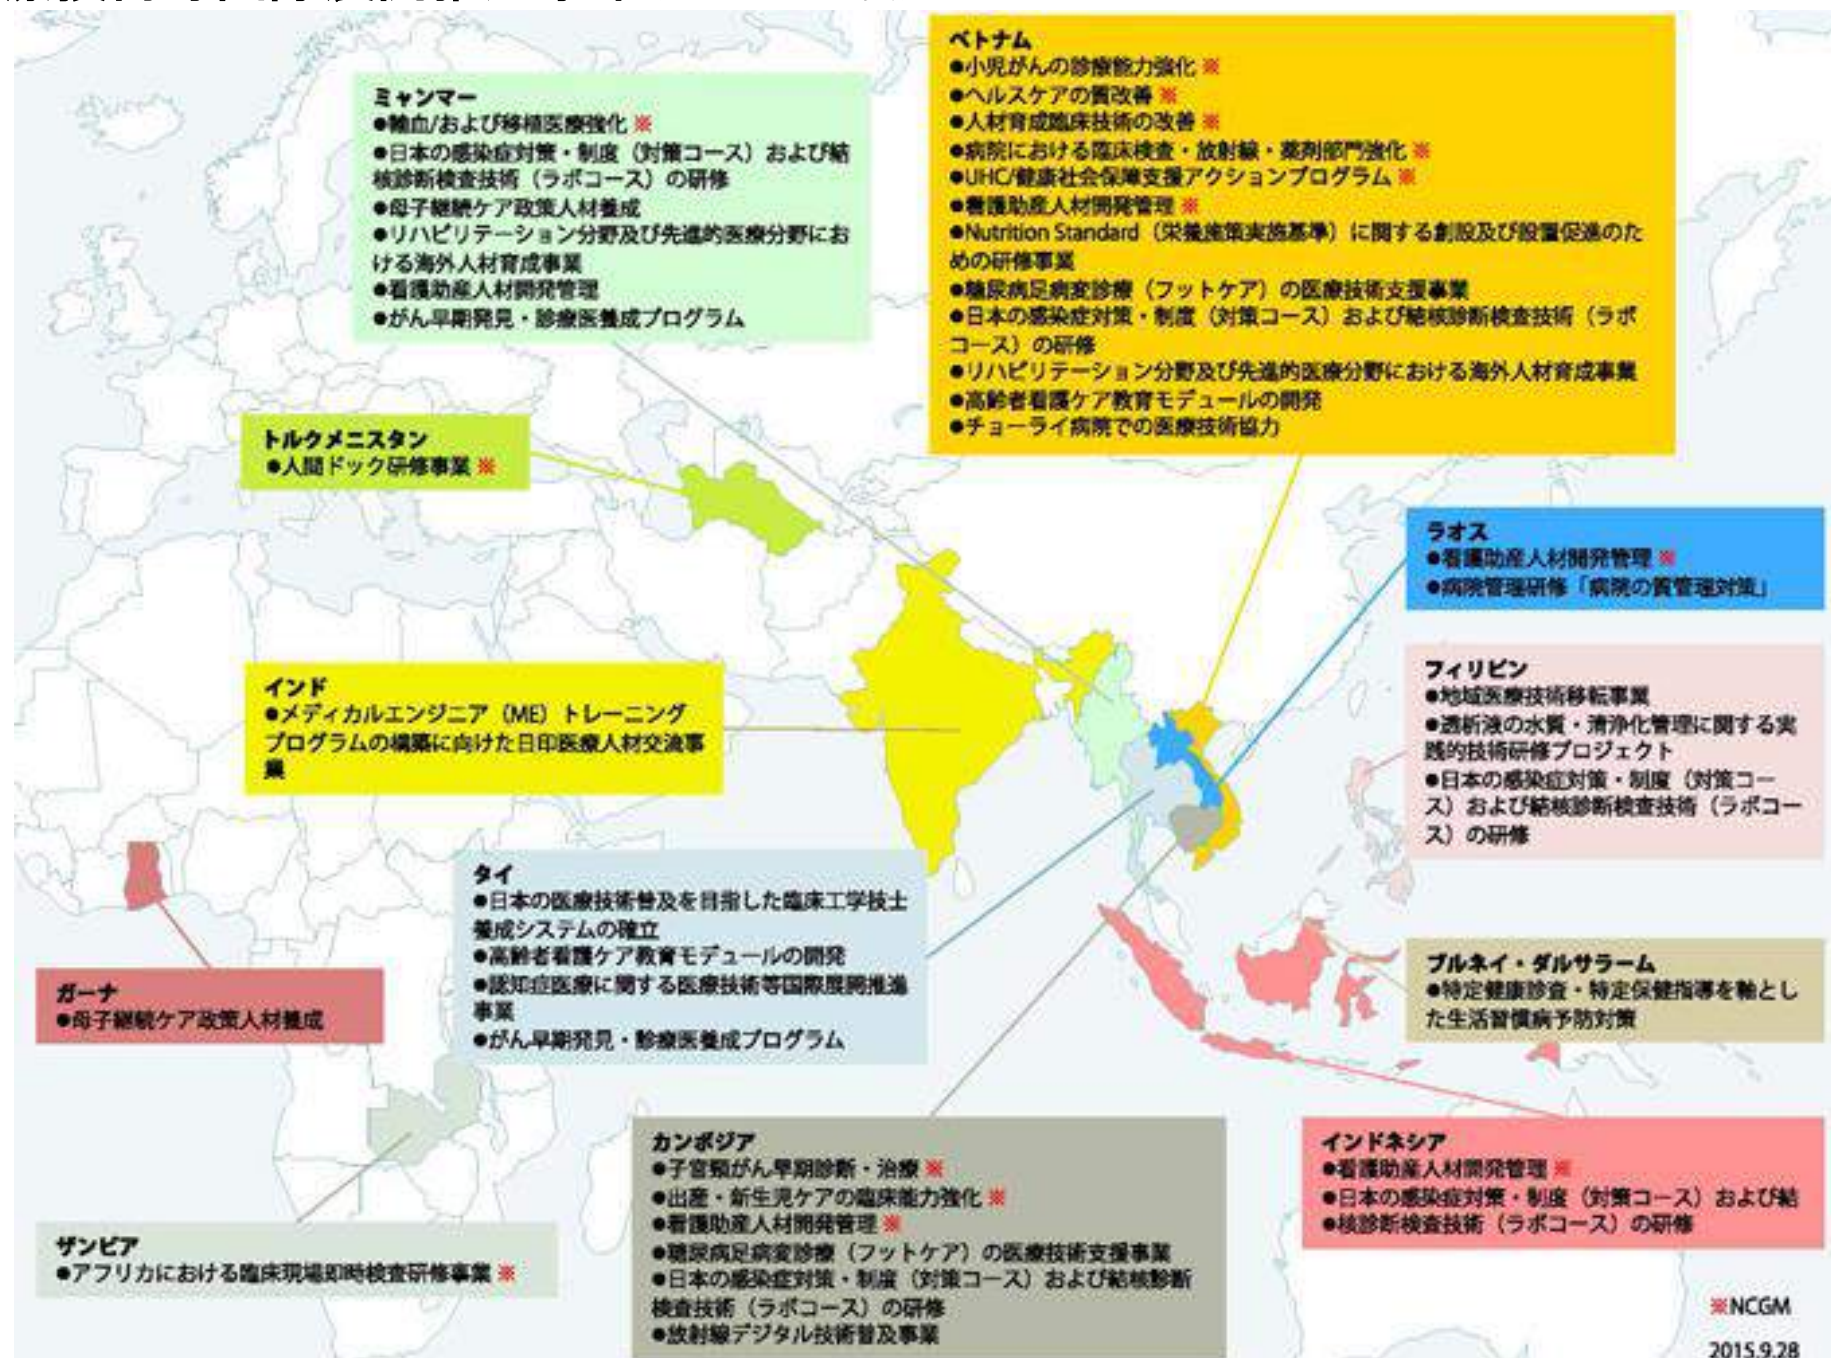 ミャンマー
●輸血/および移植医療強化 ※
●日本の感染症対策・制度（対策コース）および結
核診断検査技術（ラボコース）の研修
●母子継続ケア政策人材養成
●リハビリテーション分野及び先進的医療分野にお
ける海外人材育成事業
●看護助産人材開発管理
●がん早期発見・診療医養成プログラム
ベトナム
●小児がんの診療能力強化 ※
●ヘルスケアの質改善 ※
●人材育成臨床技術の改善 ※
●病院における臨床検査・放射線・薬剤部門強化 ※
●UHC/健康社会保障支援アクションプログラム ※
●看護助産人材開発管理 ※
●Nutrition Standard（栄養施策実施基準）に関する創設及び設置促進のた
めの研修事業
●糖尿病足病変診療（フットケア）の医療技術支援事業
●日本の感染症対策・制度（対策コース）および結核診断検査技術（ラボ
コース）の研修
●リハビリテーション分野及び先進的医療分野における海外人材育成事業
●高齢者看護ケア教育モデュールの開発
●チョーライ病院での医療技術協力
トルクメニスタン
●人間ドック研修事業 ※
ラオス
●看護助産人材開発管理 ※
●病院管理研修「病院の質管理対策」
フィリピン
●地域医療技術移転事業
●透析液の水質・清浄化管理に関する実
践的技術研修プロジェクト
●日本の感染症対策・制度（対策コー
ス）および結核診断検査技術（ラボコー
ス）の研修
インド
●メディカルエンジニア（ME）トレーニング
プログラムの構築に向けた日印医療人材交流事
業
タイ
●日本の医療技術普及を目指した臨床工学技士
養成システムの確立
●高齢者看護ケア教育モデュールの開発
●認知症医療に関する医療技術等国際展開推進
事業
●がん早期発見・診療医養成プログラム
ブルネイ・ダルサラーム
●特定健康診査・特定保健指導を軸とし
た生活習慣病予防対策
ガーナ
●母子継続ケア政策人材養成
カンボジア
●子宮頸がん早期診断・治療 ※
●出産・新生児ケアの臨床能力強化 ※
●看護助産人材開発管理 ※
●糖尿病足病変診療（フットケア）の医療技術支援事業
●日本の感染症対策・制度（対策コース）および結核診断
検査技術（ラボコース）の研修
●放射線デジタル技術普及事業
インドネシア
●看護助産人材開発管理 ※
●日本の感染症対策・制度（対策コース）および結
●核診断検査技術（ラボコース）の研修
ザンビア
●アフリカにおける臨床現場即時検査研修事業 ※
※NCGM
2015.9.28